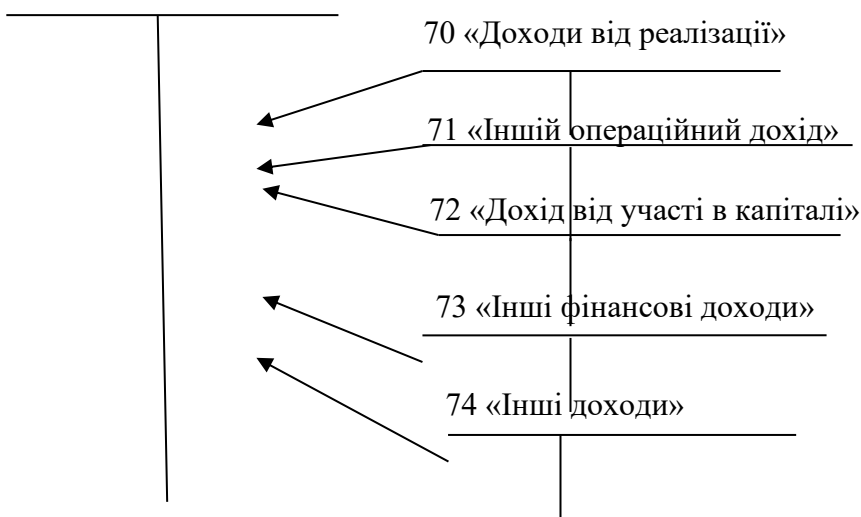 70 «Доходи від реалізації»
71 «Іншій операційний дохід»
72 «Дохід від участі в капіталі»
73 «Інші фінансові доходи»
74 «Інші доходи»